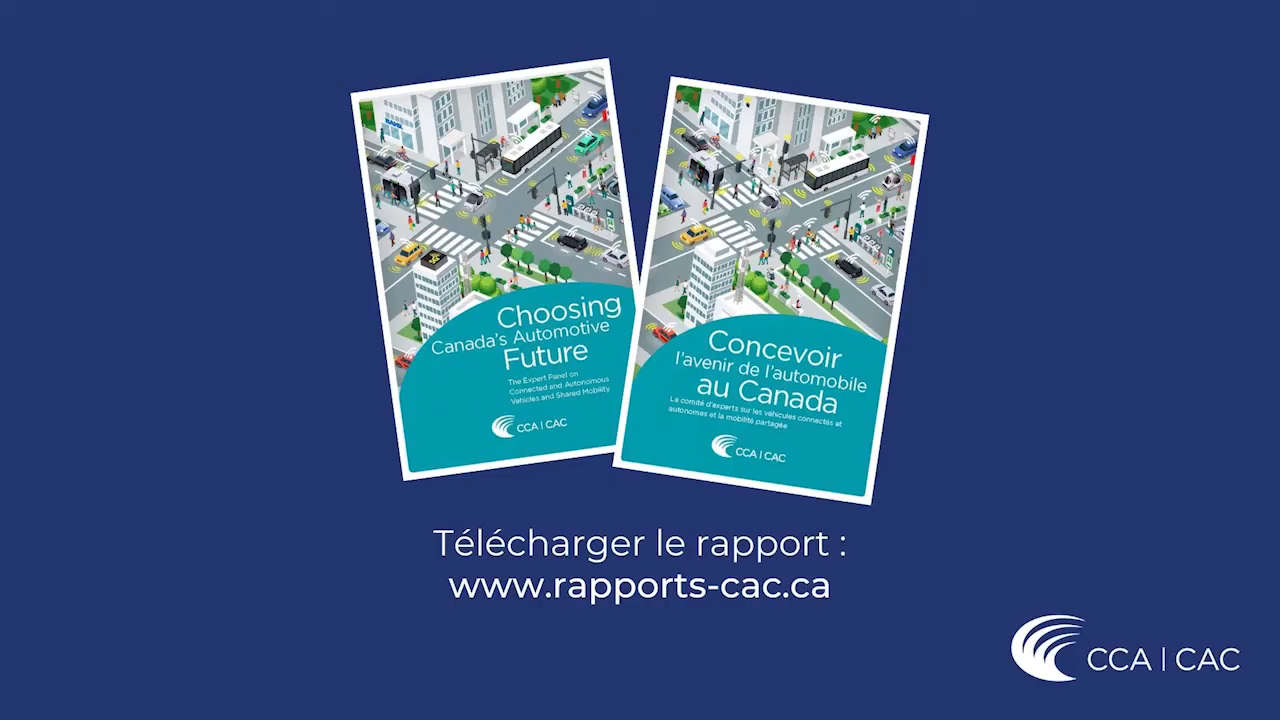 BANK
Choosing
Canada's Automotive
Future
The Expert Panel on
Connected and Autonomous
Vehicles and Shared Mobility
CCA | CAC
Concevoir
l'avenir de l'automobile
au Canada
Le comité d'experts sur les véhicules connectés et
autonomes et la mobilité partagée
CCA | CAC
Télécharger le rapport :
www.rapports-cac.ca
CCA | CAC